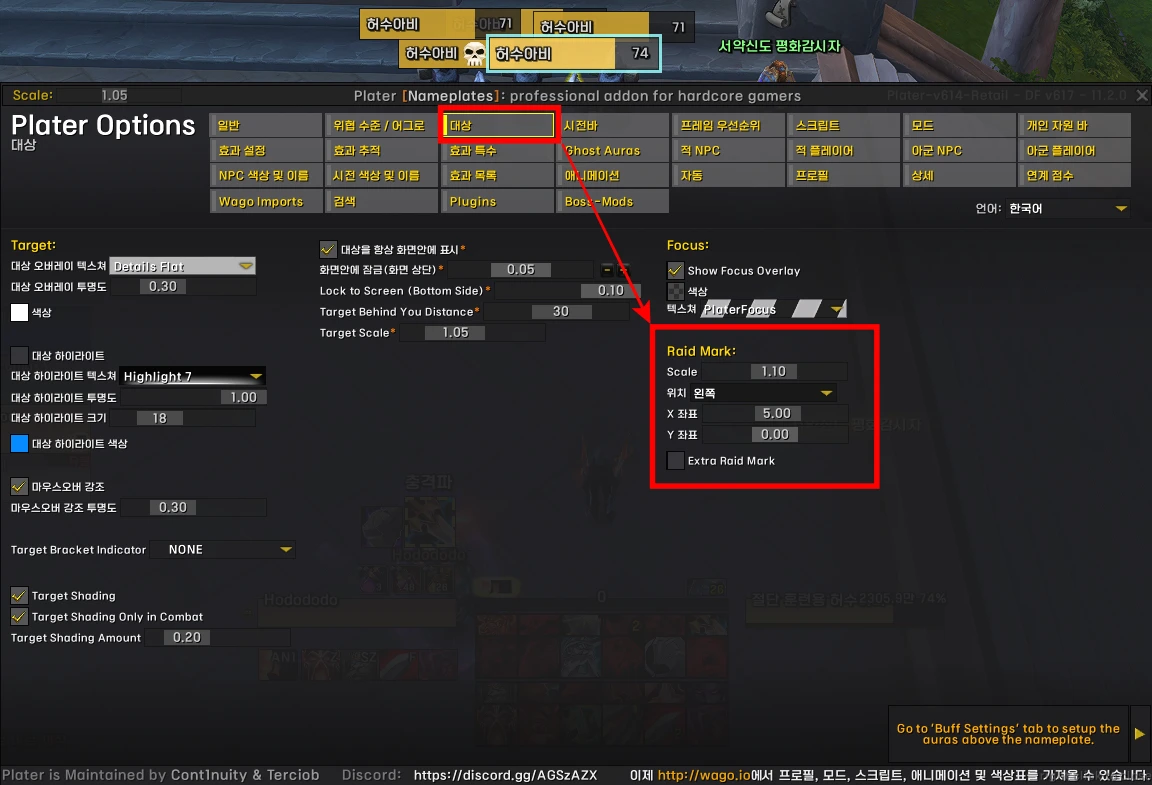 허수아비 71
허수아비 71
허수아비
허수아비 74
서약신도 평화감시자
Scale: 1.05
Plater [Nameplates]: professional addon for hardcore gamers
Plater-v614-Retail - DF v617 - 11.2.0
Plater Options
대상
일반 위협 수준 / 어그로 대상 시전바 프레임 우선순위 스크립트 모드 개인 자원 바
효과 설정 효과 추적 효과 특수 Ghost Auras 적 NPC 적 플레이어 아군 NPC 아군 플레이어
NPC 색상 및 이름 시전 색상 및 이름 효과 목록 애니메이션 자동 프로필 상세 연계 점수
Wago Imports 검색 Plugins Boss-Mods
언어: 한국어
Target:
대상 오버레이 텍스쳐 Details Flat
대상 오버레이 투명도 0.30
색상
대상 하이라이트
대상 하이라이트 텍스쳐 Highlight 7
대상 하이라이트 투명도 1.00
대상 하이라이트 크기 18
대상 하이라이트 색상
마우스오버 강조
마우스오버 강조 투명도 0.30
Target Bracket Indicator NONE
Target Shading
Target Shading Only in Combat
Target Shading Amount 0.20
대상을 항상 화면안에 표시*
화면안에 잠금(화면 상단)* 0.05
Lock to Screen (Bottom Side)* 0.10
Target Behind You Distance* 30
Target Scale* 1.05
Focus:
Show Focus Overlay
색상
텍스쳐 PlaterFocus
Raid Mark:
Scale 1.10
위치 왼쪽
X 좌표 5.00
Y 좌표 0.00
Extra Raid Mark
충격파
Hodododo
Hodododo
0
절단 훈련용 허수 2305.8만 74%
2
Go to 'Buff Settings' tab to setup the
auras above the nameplate.
Plater is Maintained by Cont1nuity & Terciob Discord: https://discord.gg/AGSzAZX 이제 http://wago.io에서 프로필, 모드, 스크립트, 애니메이션 및 색상표를 가져올 수 있습니다.